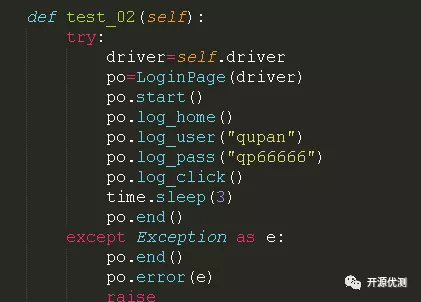 def test_02(self):
    try:
        driver=self.driver
        po=LoginPage(driver)
        po.start()
        po.log_home()
        po.log_user("qupan")
        po.log_pass("qp66666")
        po.log_click()
        time.sleep(3)
        po.end()
    except Exception as e:
        po.end()
        po.error(e)
        raise
开源优测